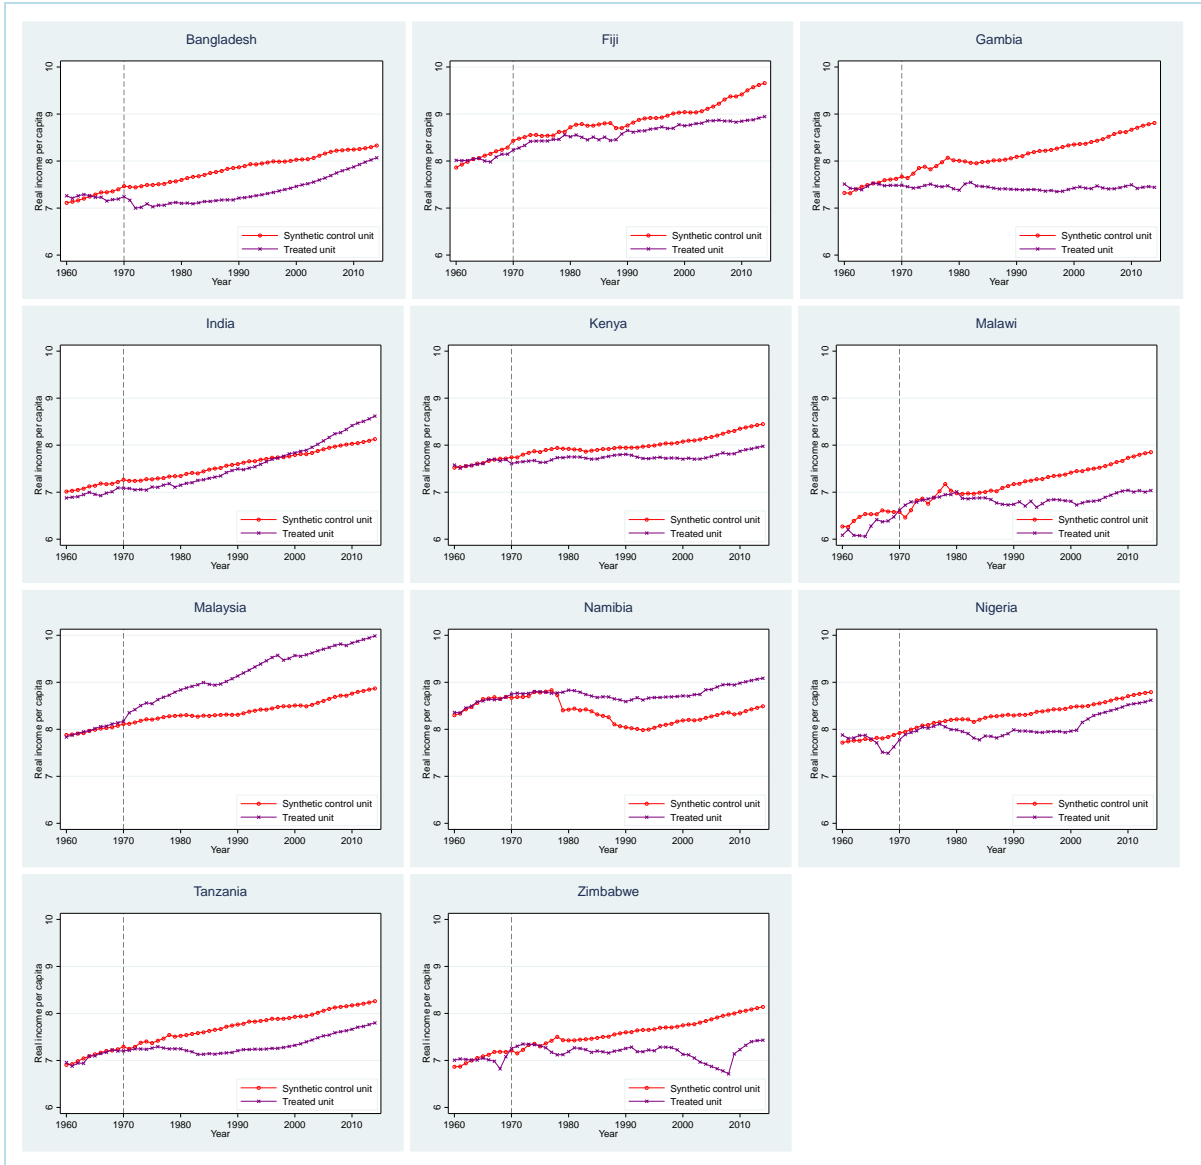 Bangladesh
Real income per capita
10
9
8
7
6
1960 1970 1980 1990 2000 2010
Year
Synthetic control unit
Treated unit
Fiji
Real income per capita
10
9
8
7
6
1960 1970 1980 1990 2000 2010
Year
Synthetic control unit
Treated unit
Gambia
Real income per capita
10
9
8
7
6
1960 1970 1980 1990 2000 2010
Year
Synthetic control unit
Treated unit
India
Real income per capita
10
9
8
7
6
1960 1970 1980 1990 2000 2010
Year
Synthetic control unit
Treated unit
Kenya
Real income per capita
10
9
8
7
6
1960 1970 1980 1990 2000 2010
Year
Synthetic control unit
Treated unit
Malawi
Real income per capita
10
9
8
7
6
1960 1970 1980 1990 2000 2010
Year
Synthetic control unit
Treated unit
Malaysia
Real income per capita
10
9
8
7
6
1960 1970 1980 1990 2000 2010
Year
Synthetic control unit
Treated unit
Namibia
Real income per capita
10
9
8
7
6
1960 1970 1980 1990 2000 2010
Year
Synthetic control unit
Treated unit
Nigeria
Real income per capita
10
9
8
7
6
1960 1970 1980 1990 2000 2010
Year
Synthetic control unit
Treated unit
Tanzania
Real income per capita
10
9
8
7
6
1960 1970 1980 1990 2000 2010
Year
Synthetic control unit
Treated unit
Zimbabwe
Real income per capita
10
9
8
7
6
1960 1970 1980 1990 2000 2010
Year
Synthetic control unit
Treated unit